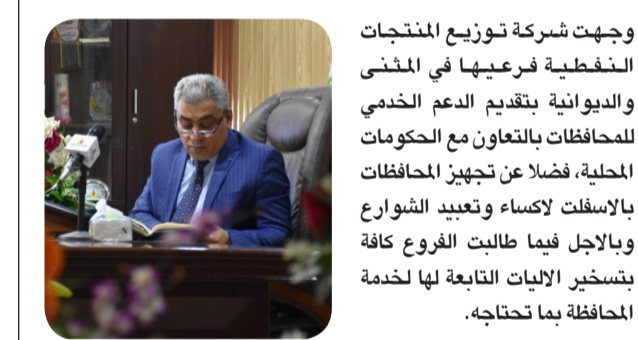 وجهت شركة توزيع المنتجات
النفطية فرعيها في المثنى
والديوانية بتقديم الدعم الخدمي
للمحافظات بالتعاون مع الحكومات
المحلية، فضلا عن تجهيز المحافظات
بالاسفلت لاكساء وتعبيد الشوارع
وبالاجل فيما طالبت الفروع كافة
بتسخير الاليات التابعة لها لخدمة
المحافظة بما تحتاجه.